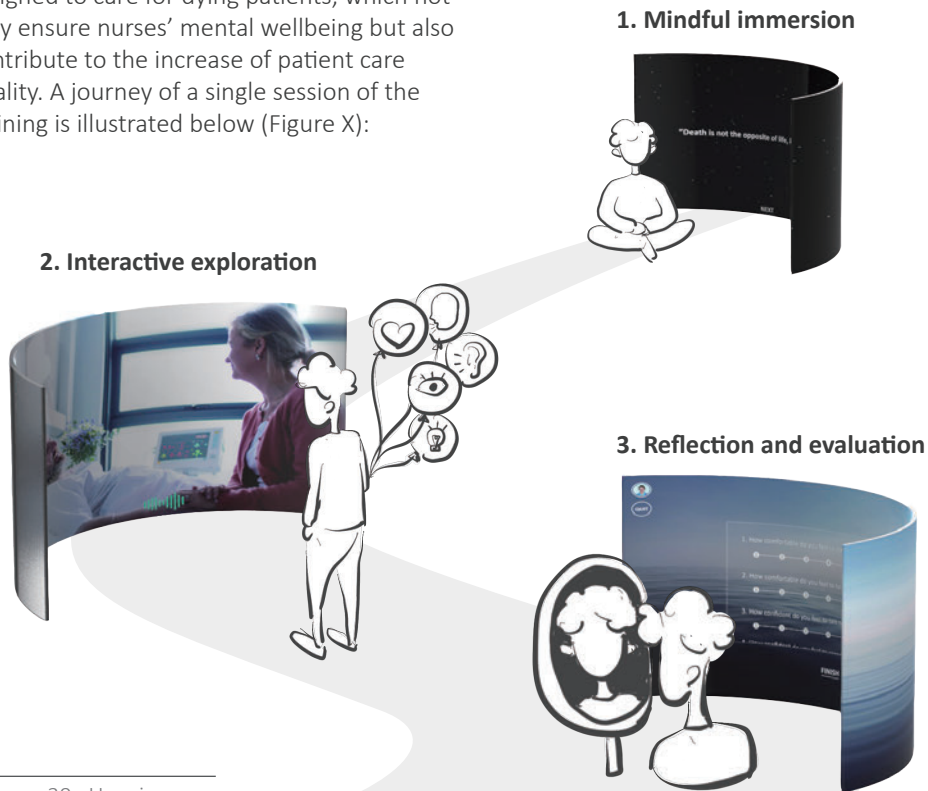 igned to care for dying patients, which not
y ensure nurses’ mental wellbeing but also
ntribute to the increase of patient care
ality. A journey of a single session of the
ining is illustrated below (Figure X):
1. Mindful immersion
"Death is not the opposite of life,
NEXT
2. Interactive exploration
3. Reflection and evaluation
1. How comfortable do you feel
2. How comfortable do you feel
3. How confident do you feel
FINISH